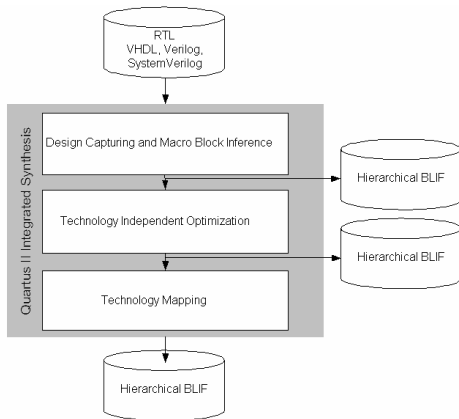 RTL
VHDL, Verilog,
SystemVerilog
Quartus II Integrated Synthesis
Design Capturing and Macro Block Inference
Hierarchical BLIF
Technology Independent Optimization
Hierarchical BLIF
Technology Mapping
Hierarchical BLIF